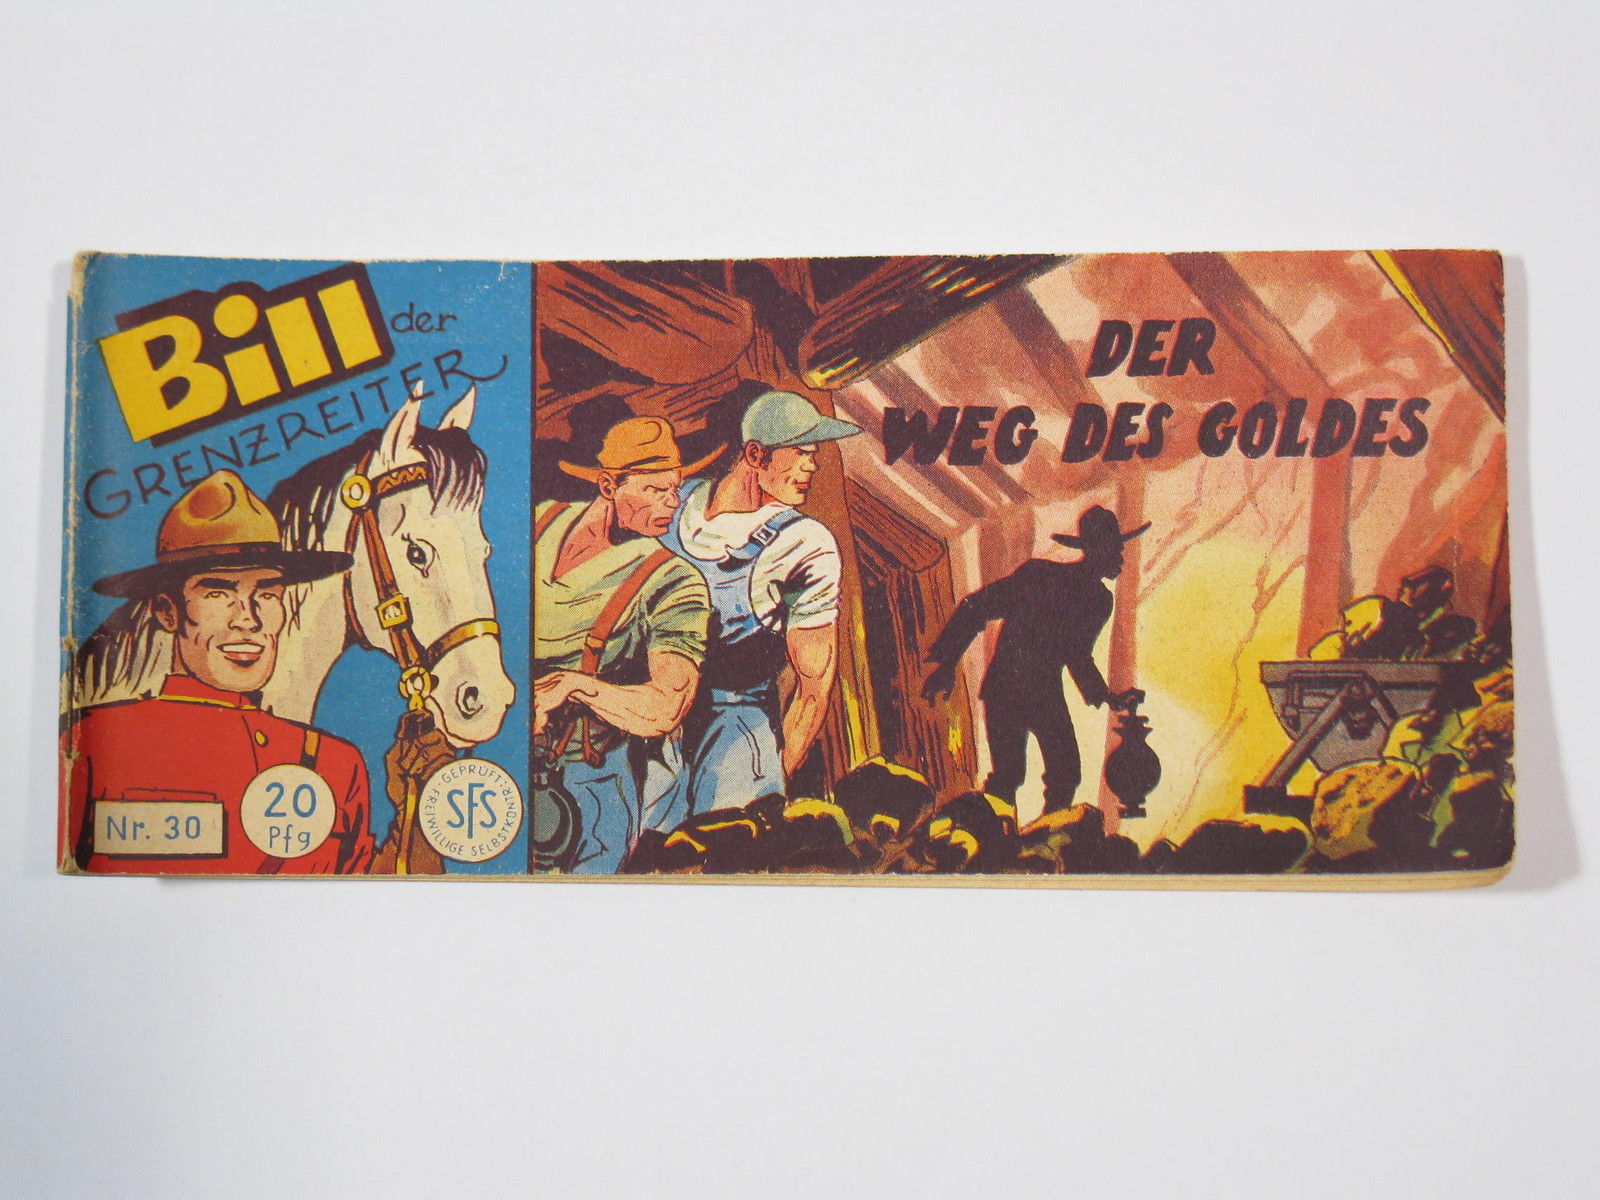 Bill der
GRENZREITER
Nr. 30
20
Pfg
GEPRÜFT:
SFS
FREIWILLIGE SELBSTKONTR.
DER
WEG DES GOLDES